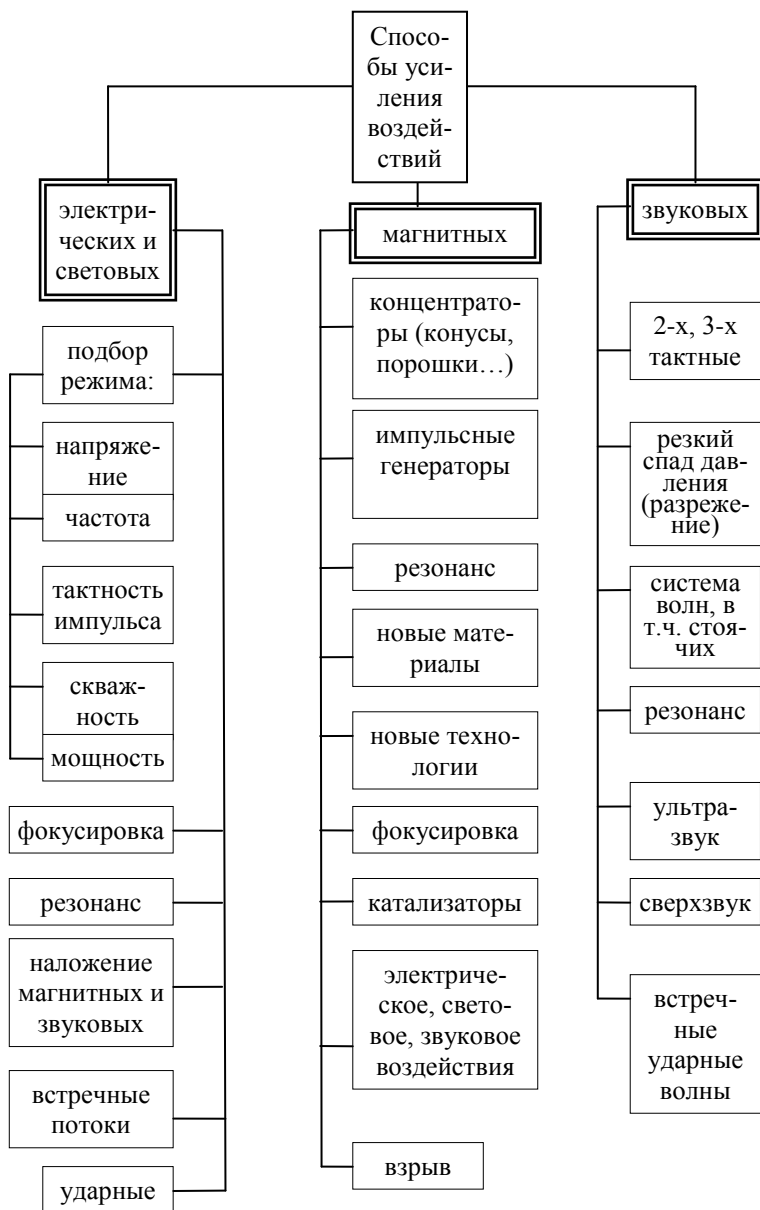 Спосо-
бы уси-
ления
воздей-
ствий
электри-
ческих и
световых
подбор
режима:
напряже-
ние
частота
тактность
импульса
скваж-
ность
мощность
фокусировка
резонанс
наложение
магнитных и
звуковых
встречные
потоки
ударные
магнитных
концентрато-
ры (конусы,
порошки…)
импульсные
генераторы
резонанс
новые мате-
риалы
новые техно-
логии
фокусировка
катализаторы
электриче-
ское, свето-
вое, звуковое
воздействия
взрыв
звуковых
2-х, 3-х
тактные
резкий
спад дав-
ления
(разреже-
ние)
система
волн, в
т.ч. стоя-
чих
резонанс
ультра-
звук
сверхзвук
встреч-
ные
ударные
волны